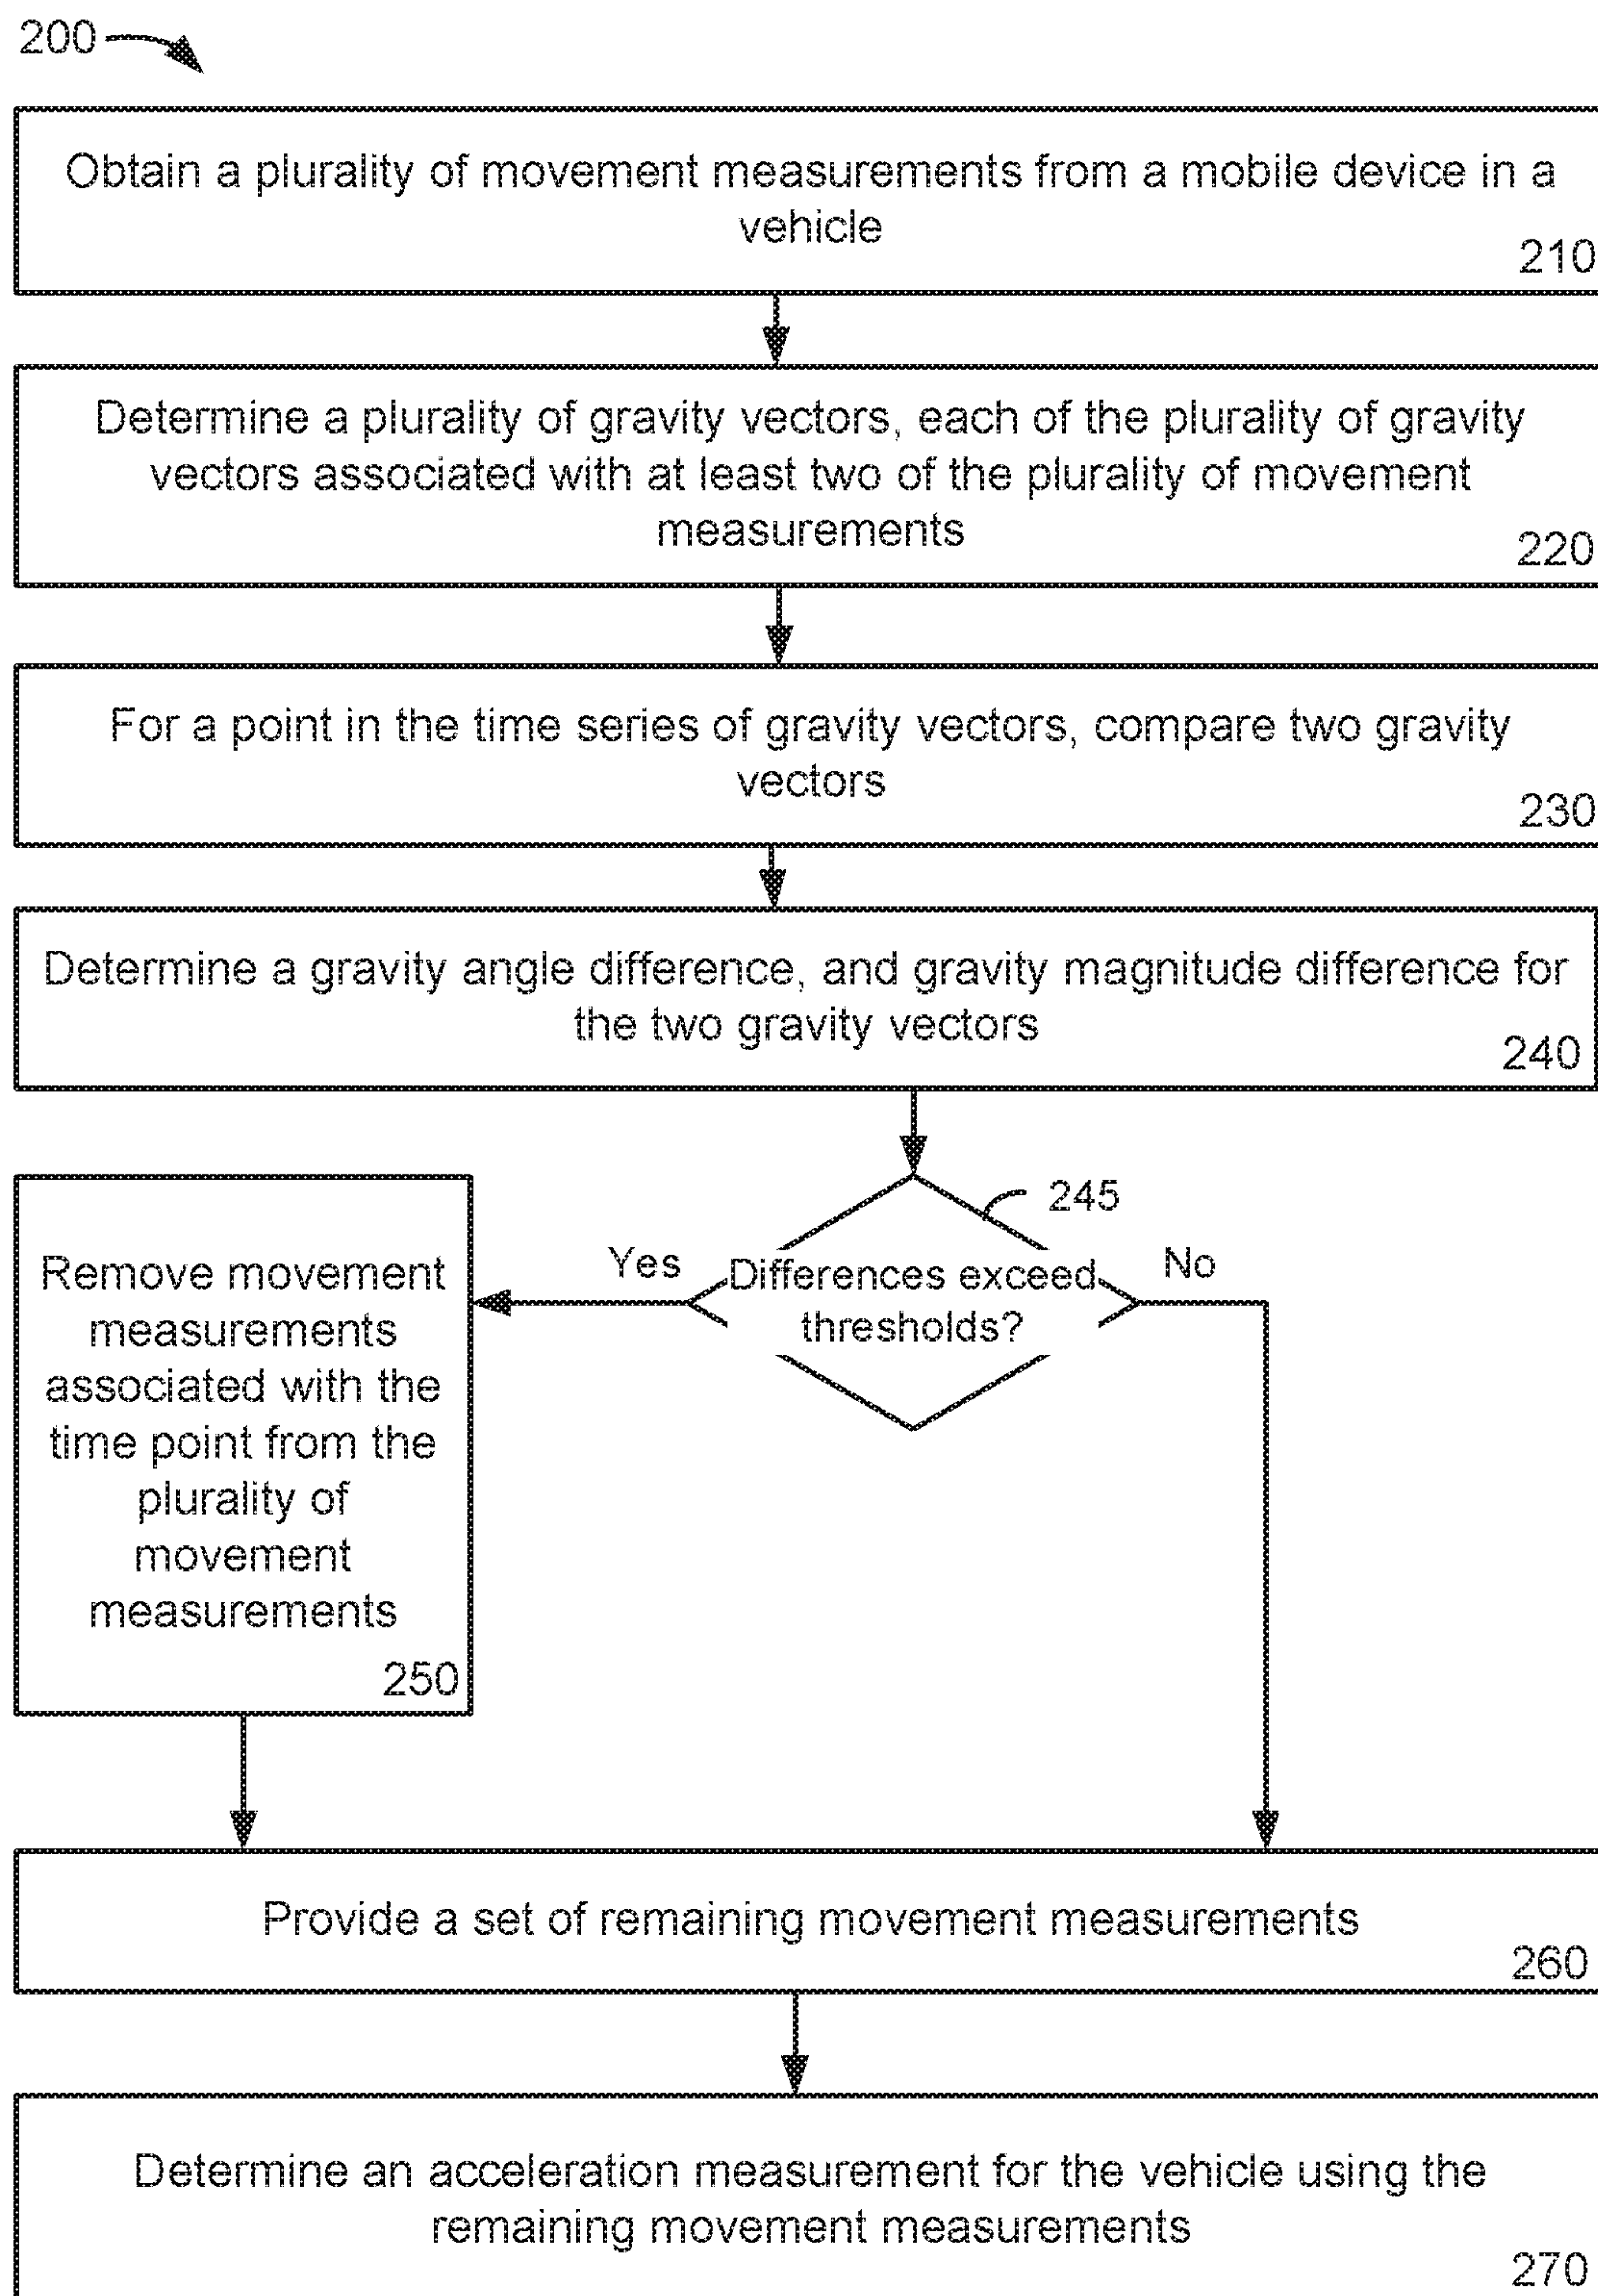 200
Obtain a plurality of movement measurements from a mobile device in a
vehicle
210
Determine a plurality of gravity vectors, each of the plurality of gravity
vectors associated with at least two of the plurality of movement
measurements
220
For a point in the time series of gravity vectors, compare two gravity
vectors
230
Determine a gravity angle difference, and gravity magnitude difference for
the two gravity vectors
240
245
Yes
Differences exceed
thresholds?
No
Remove movement
measurements
associated with the
time point from the
plurality of
movement
measurements
250
Provide a set of remaining movement measurements
260
Determine an acceleration measurement for the vehicle using the
remaining movement measurements
270